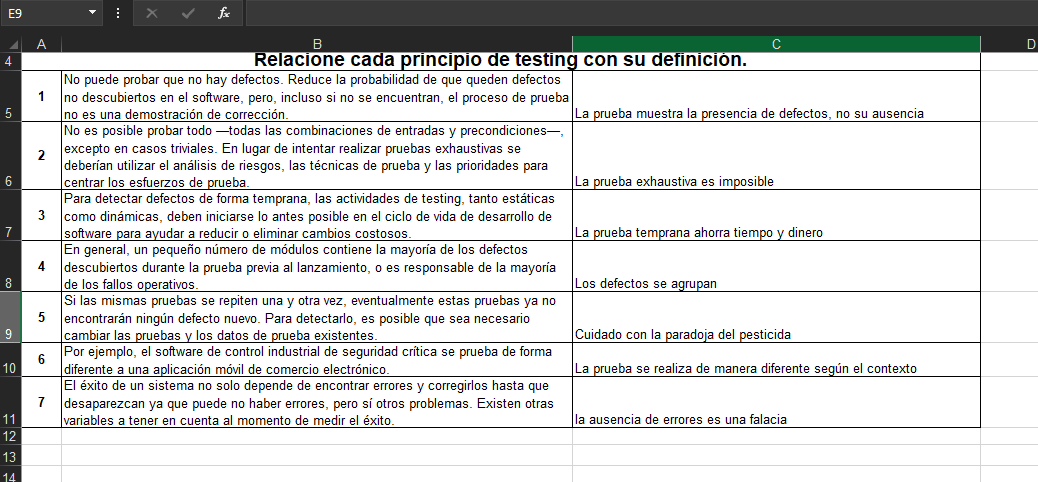 E9
fx
A B C D
4 Relacione cada principio de testing con su definición.
No puede probar que no hay defectos. Reduce la probabilidad de que queden defectos
1 no descubiertos en el software, pero, incluso si no se encuentran, el proceso de prueba
5 no es una demostración de corrección. La prueba muestra la presencia de defectos, no su ausencia
No es posible probar todo —todas las combinaciones de entradas y precondiciones—,
2 excepto en casos triviales. En lugar de intentar realizar pruebas exhaustivas se
deberían utilizar el análisis de riesgos, las técnicas de prueba y las prioridades para
6 centrar los esfuerzos de prueba. La prueba exhaustiva es imposible
Para detectar defectos de forma temprana, las actividades de testing, tanto estáticas
3 como dinámicas, deben iniciarse lo antes posible en el ciclo de vida de desarrollo de
7 software para ayudar a reducir o eliminar cambios costosos. La prueba temprana ahorra tiempo y dinero
En general, un pequeño número de módulos contiene la mayoría de los defectos
4 descubiertos durante la prueba previa al lanzamiento, o es responsable de la mayoría
8 de los fallos operativos. Los defectos se agrupan
Si las mismas pruebas se repiten una y otra vez, eventualmente estas pruebas ya no
5 encontrarán ningún defecto nuevo. Para detectarlo, es posible que sea necesario
9 cambiar las pruebas y los datos de prueba existentes. Cuidado con la paradoja del pesticida
6 Por ejemplo, el software de control industrial de seguridad crítica se prueba de forma
10 diferente a una aplicación móvil de comercio electrónico. La prueba se realiza de manera diferente según el contexto
El éxito de un sistema no solo depende de encontrar errores y corregirlos hasta que
7 desaparezcan ya que puede no haber errores, pero sí otros problemas. Existen otras
11 variables a tener en cuenta al momento de medir el éxito. la ausencia de errores es una falacia
12
13
14